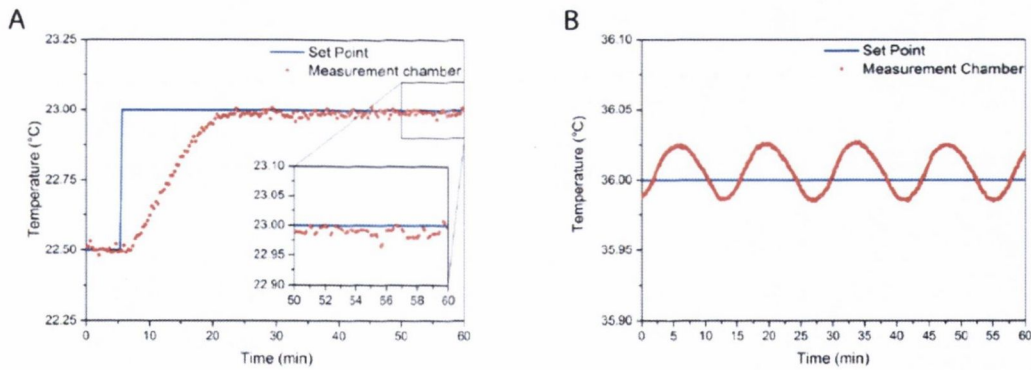 A
23.25
23.00
22.75
22.50
22.25
Temperature (°C)
Set Point
Measurement chamber
23.10
23.00
22.95
22.90
50 52 54 56 58 60
0 10 20 30 40 50 60
Time (min)
B
36.10
36.05
36.00
35.95
35.90
Temperature (°C)
Set Point
Measurement Chamber
0 5 10 15 20 25 30 35 40 45 50 55 60
Time (min)